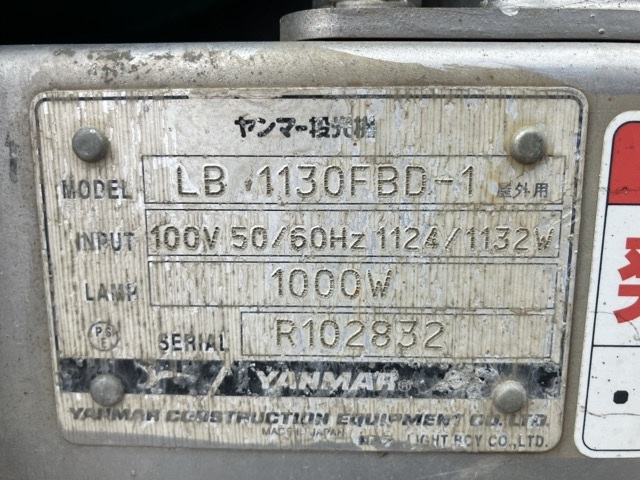 ヤンマー投光機
MODEL LB 1130FBD-1 屋外用
INPUT 100V 50/60Hz 1124/1132W
LAMP 1000W
PSE SERIAL R102832
YANMAR®
YANMAR CONSTRUCTION EQUIPMENT CO., LTD.
MADE IN JAPAN LIGHT BOY CO., LTD.